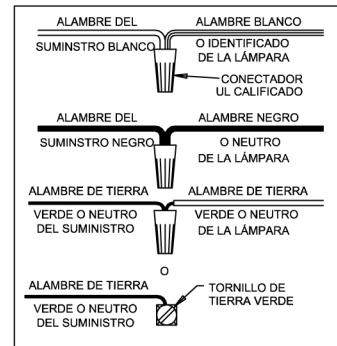 ALAMBRE DEL ALAMBRE BLANCO
SUMINSTRO BLANCO O IDENTIFICADO
DE LA LÁMPARA
CONECTADOR
UL CALIFICADO
ALAMBRE DEL ALAMBRE NEGRO
SUMINSTRO NEGRO O NEUTRO
DE LA LÁMPARA
ALAMBRE DE TIERRA ALAMBRE DE TIERRA
VERDE O NEUTRO VERDE O NEUTRO
DEL SUMINISTRO DE LA LÁMPARA
O
ALAMBRE DE TIERRA TORNILLO DE
TIERRA VERDE
VERDE O NEUTRO
DEL SUMINISTRO